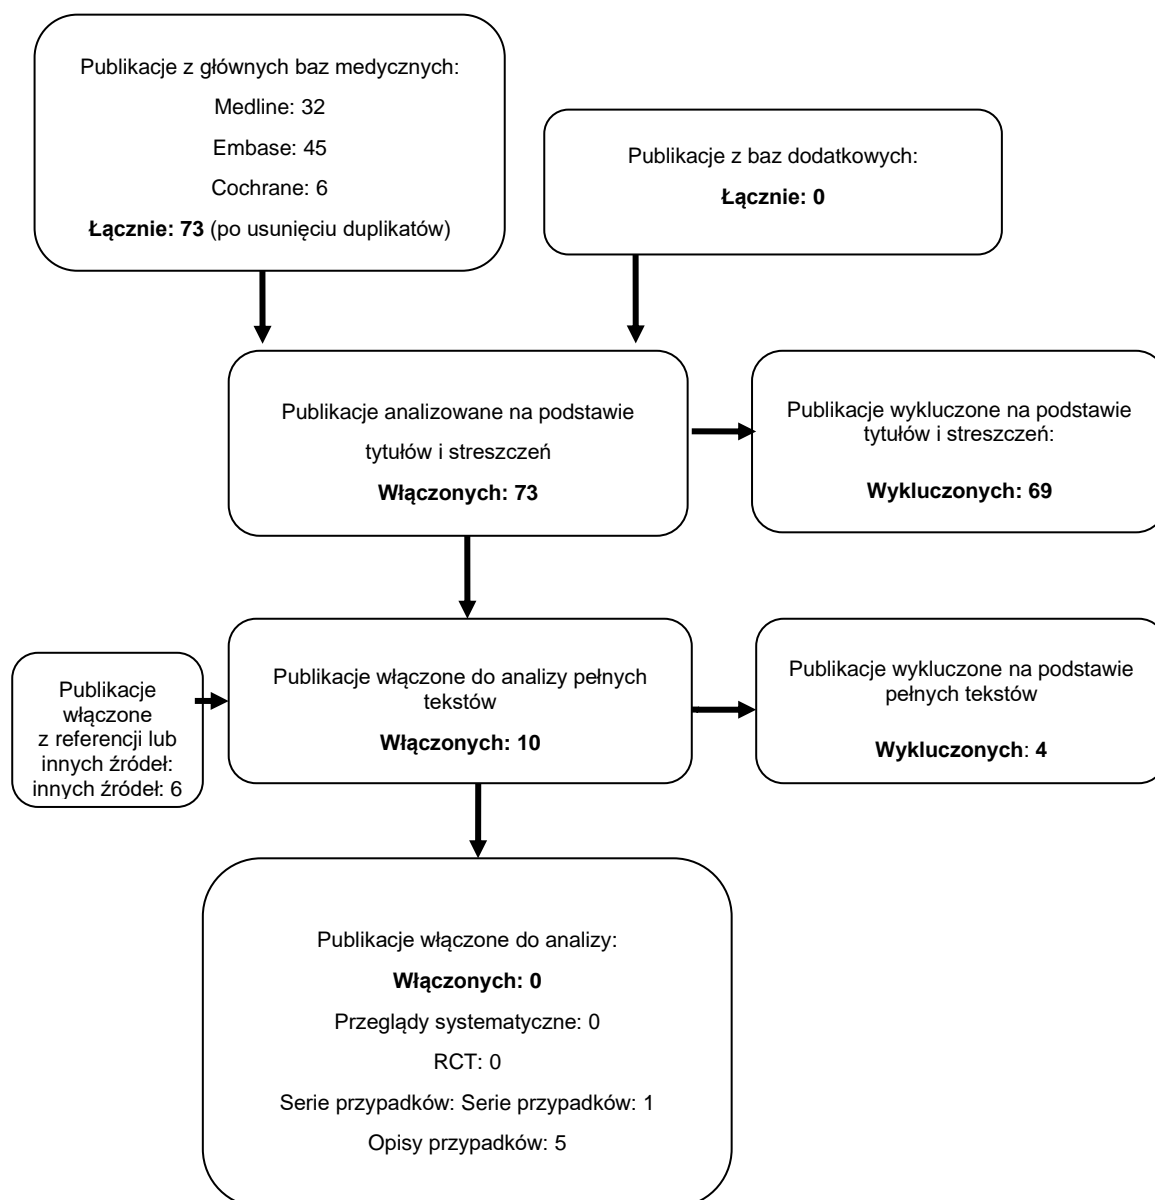 Publikacje z głównych baz medycznych:
Medline: 32
Embase: 45
Cochrane: 6
Łącznie: 73 (po usunięciu duplikatów)
Publikacje z baz dodatkowych:
Łącznie: 0
Publikacje analizowane na podstawie
tytułów i streszczeń
Włączonych: 73
Publikacje wykluczone na podstawie
tytułów i streszczeń:
Wykluczonych: 69
Publikacje
włączone
z referencji lub
innych źródeł:
innych źródeł: 6
Publikacje włączone do analizy pełnych
tekstów
Włączonych: 10
Publikacje wykluczone na podstawie
pełnych tekstów
Wykluczonych: 4
Publikacje włączone do analizy:
Włączonych: 0
Przeglądy systematyczne: 0
RCT: 0
Serie przypadków: Serie przypadków: 1
Opisy przypadków: 5